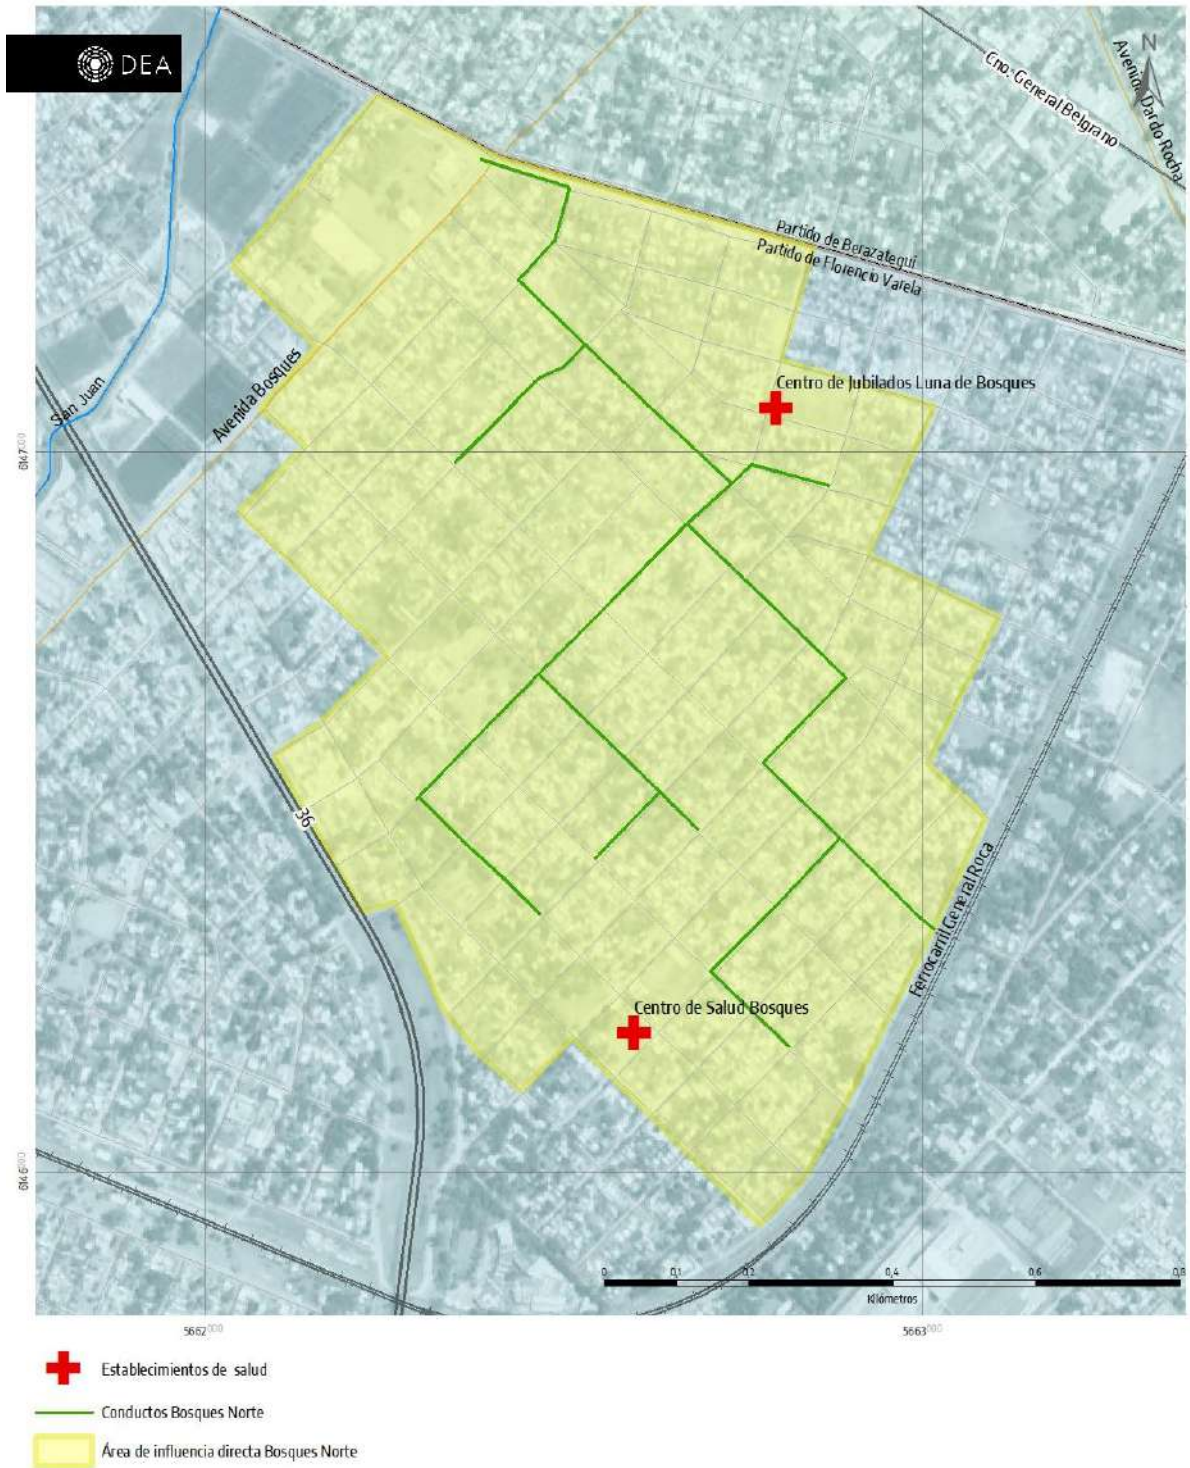 DEA
N
Cno. General Belgrano
Avenida Dardo Rocha
Partido de Berazategui
Partido de Florencio Varela
San Juan
Avenida Bosques
Centro de Jubilados Luna de Bosques
6147000
36
Ferrocarril General Roca
Centro de Salud Bosques
6146000
0 0,1 0,2 0,4 0,6 0,8
Kilómetros
5662000 5663000
Establecimientos de salud
Conductos Bosques Norte
Área de influencia directa Bosques Norte